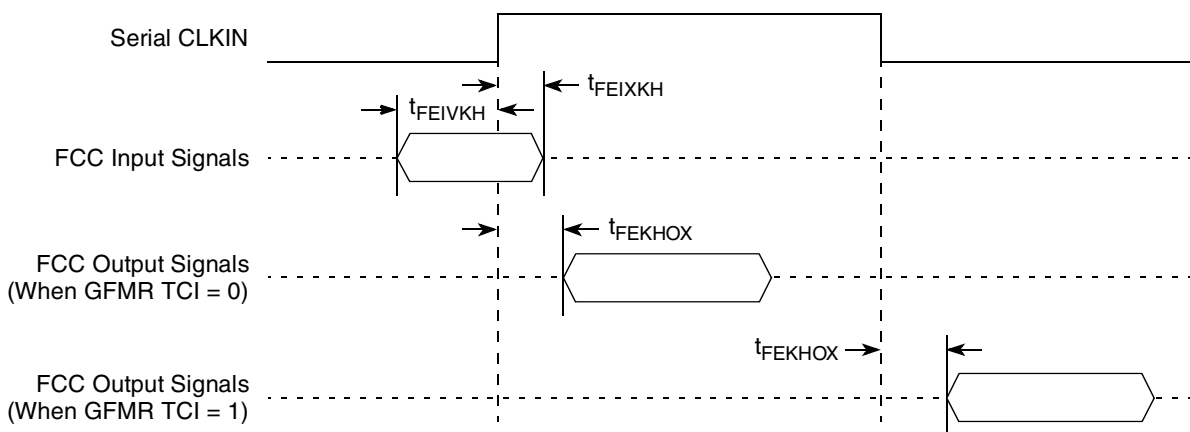 Serial CLKIN
tFEIXKH
tFEIVKH
FCC Input Signals
tFEKHOX
FCC Output Signals
(When GFMR TCI = 0)
tFEKHOX
FCC Output Signals
(When GFMR TCI = 1)